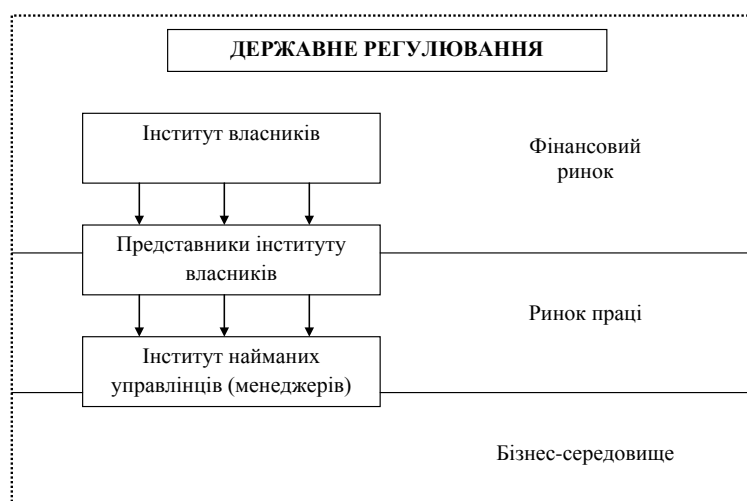 ДЕРЖАВНЕ РЕГУЛЮВАННЯ
Інститут власників
Фінансовий
ринок
Представники інституту
власників
Ринок праці
Інститут найманих
управлінців (менеджерів)
Бізнес-середовище